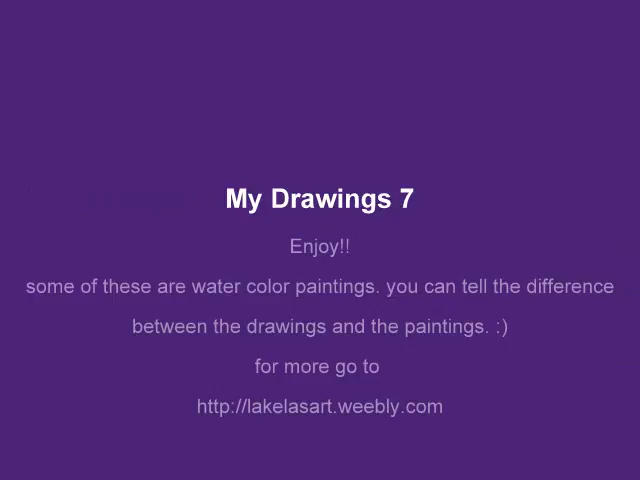 My Drawings 7
Enjoy!!
some of these are water color paintings. you can tell the difference
between the drawings and the paintings. :)
for more go to
http://lakelasart.weebly.com